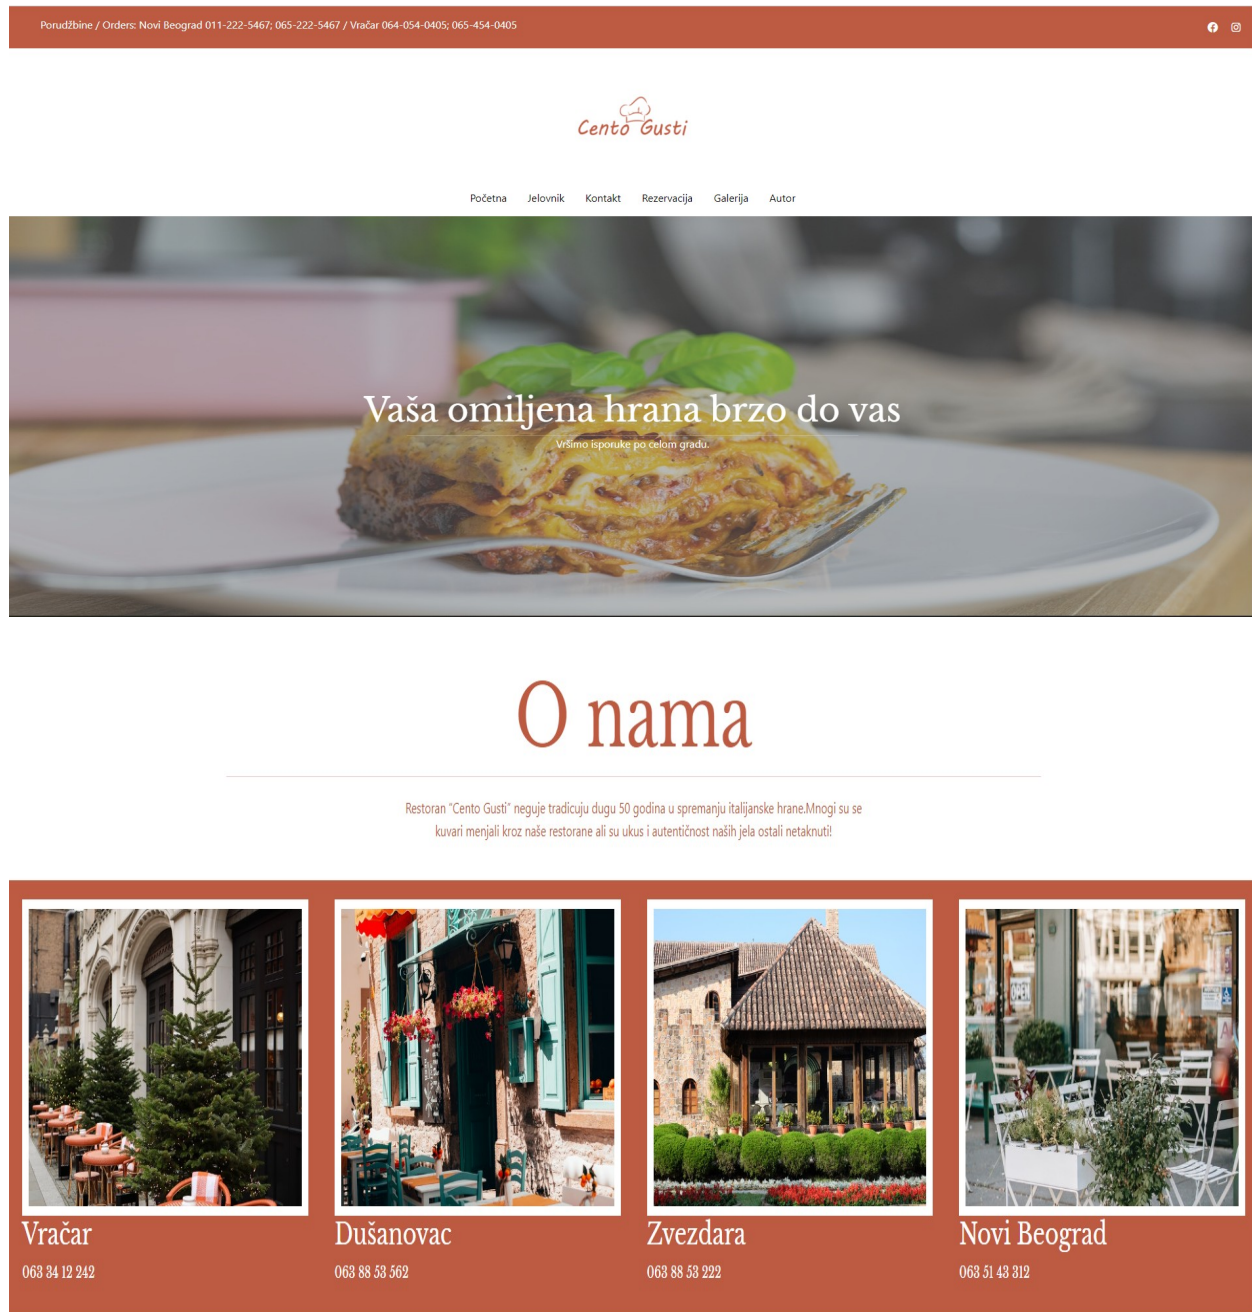 Porudžbine / Orders: Novi Beograd 011-222-5467; 065-222-5467 / Vračar 064-054-0405; 065-454-0405
Cento Gusti
Početna Jelovnik Kontakt Rezervacija Galerija Autor
Vaša omiljena hrana brzo do vas
Vršimo isporuke po celom gradu.
O nama
Restoran "Cento Gusti" neguje tradicuju dugu 50 godina u spremanju italijanske hrane.Mnogi su se
kuvari menjali kroz naše restorane ali su ukus i autentičnost naših jela ostali netaknuti!
OPEN
Vračar
063 34 12 242
Dušanovac
063 88 53 562
Zvezdara
063 88 53 222
Novi Beograd
063 51 43 312